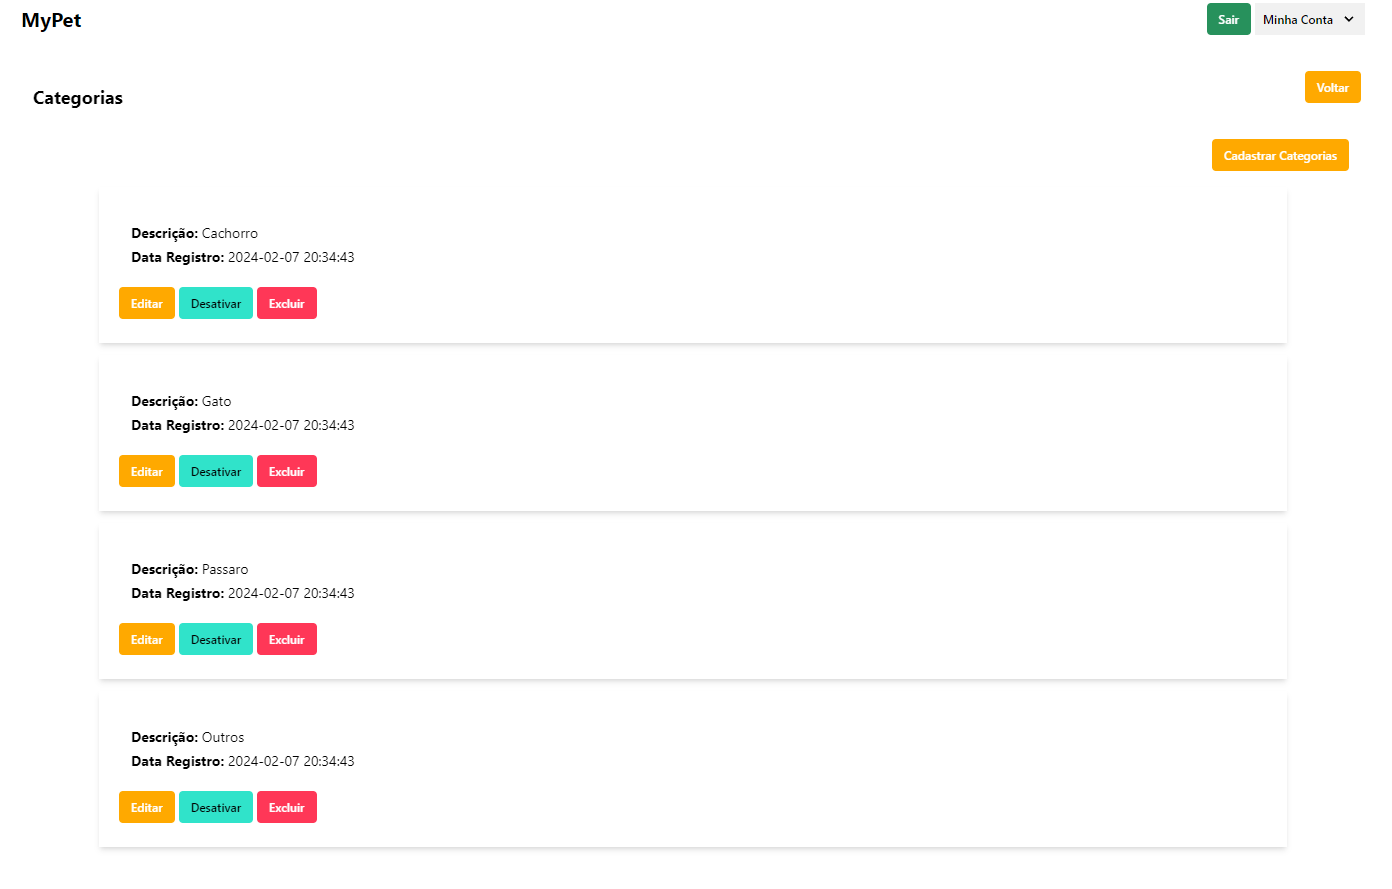 MyPet
Sair Minha Conta
Voltar
Categorias
Cadastrar Categorias
Descrição: Cachorro
Data Registro: 2024-02-07 20:34:43
Editar Desativar Excluir
Descrição: Gato
Data Registro: 2024-02-07 20:34:43
Editar Desativar Excluir
Descrição: Passaro
Data Registro: 2024-02-07 20:34:43
Editar Desativar Excluir
Descrição: Outros
Data Registro: 2024-02-07 20:34:43
Editar Desativar Excluir